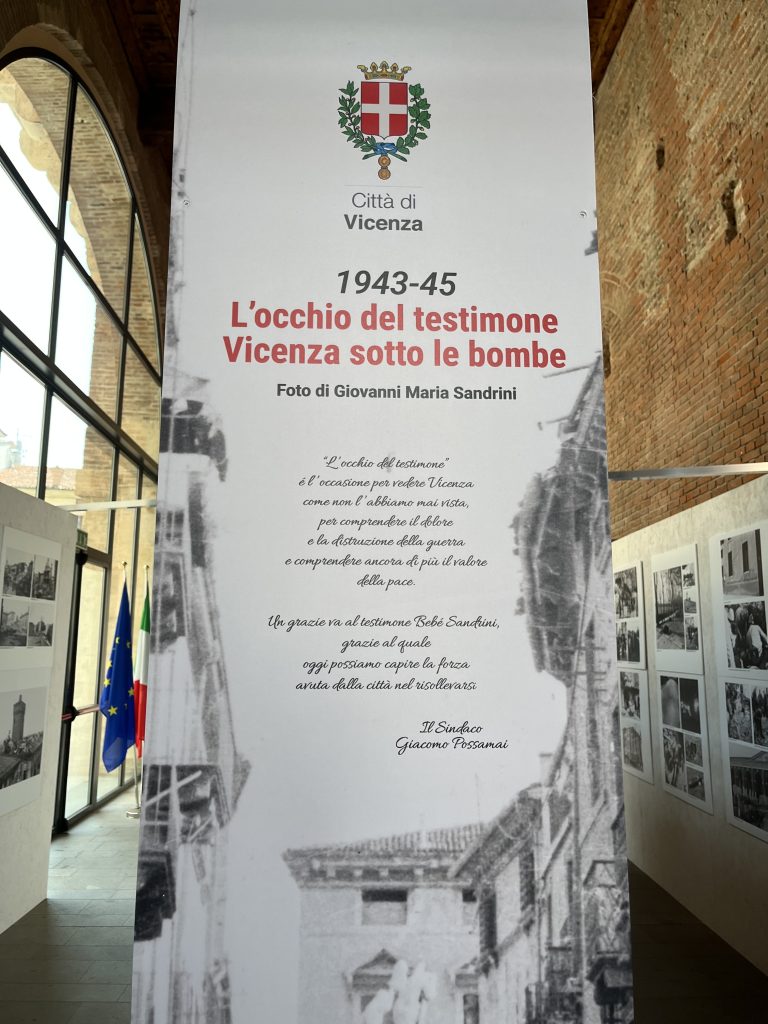 Città di
Vicenza
1943-45
L'occhio del testimone
Vicenza sotto le bombe
Foto di Giovanni Maria Sandrini
"L'occhio del testimone"
é l'occasione per vedere Vicenza
come non l'abbiamo mai vista,
per comprendere il dolore
e la distruzione della guerra
e comprendere ancora di più il valore
della pace.
Un grazie va al testimone Bebé Sandrini,
grazie al quale
oggi possiamo capire la forza
avuta dalla città nel risollevarsi
Il Sindaco
Giacomo Possamai